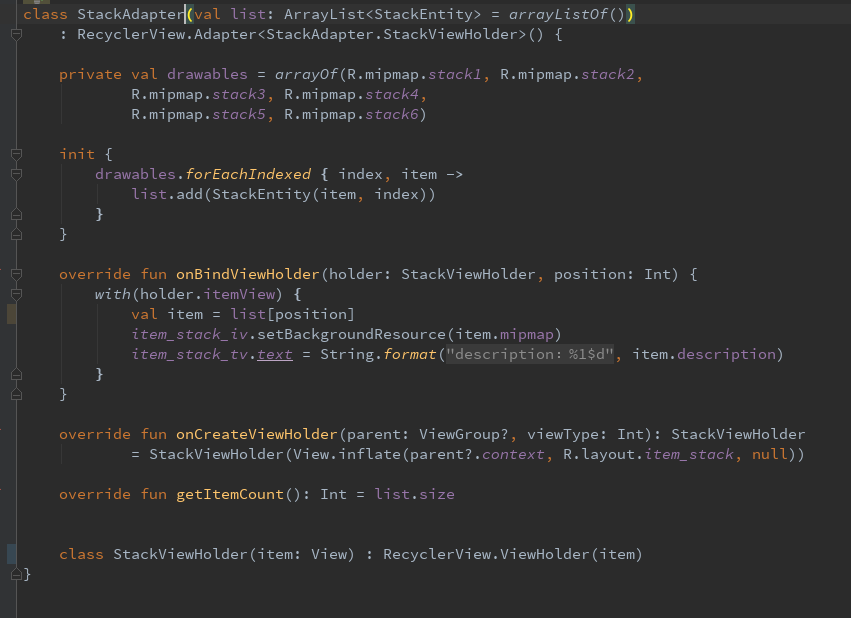 class StackAdapter(val list: ArrayList<StackEntity> = arrayListOf())
: RecyclerView.Adapter<StackAdapter.StackViewHolder>() {
private val drawables = arrayOf(R.mipmap.stack1, R.mipmap.stack2,
R.mipmap.stack3, R.mipmap.stack4,
R.mipmap.stack5, R.mipmap.stack6)
init {
drawables.forEachIndexed { index, item ->
list.add(StackEntity(item, index))
}
}
override fun onBindViewHolder(holder: StackViewHolder, position: Int) {
with(holder.itemView) {
val item = list[position]
item_stack_iv.setBackgroundResource(item.mipmap)
item_stack_tv.text = String.format("description：%1$d", item.description)
}
}
override fun onCreateViewHolder(parent: ViewGroup?, viewType: Int): StackViewHolder
= StackViewHolder(View.inflate(parent?.context, R.layout.item_stack, null))
override fun getItemCount(): Int = list.size
class StackViewHolder(item: View) : RecyclerView.ViewHolder(item)
}